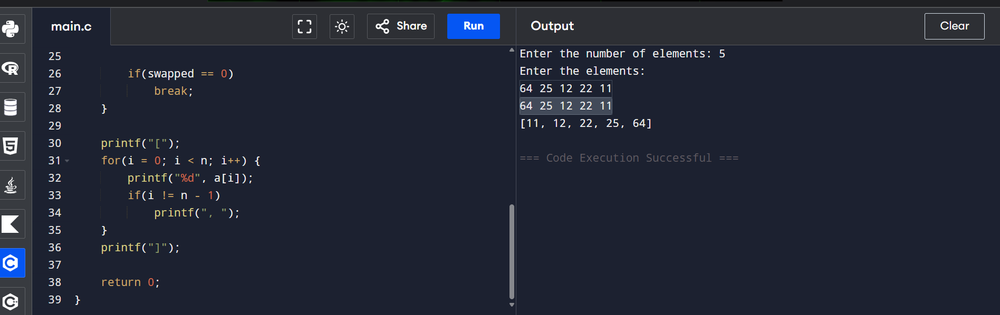 main.c
Share
Run
Output
Clear
25
26 if(swapped == 0)
27 break;
28 }
29
30 printf("[");
31 for(i = 0; i < n; i++) {
32 printf("%d", a[i]);
33 if(i != n - 1)
34 printf(", ");
35 }
36 printf("]");
37
38 return 0;
39 }
Enter the number of elements: 5
Enter the elements:
64 25 12 22 11
64 25 12 22 11
[11, 12, 22, 25, 64]
=== Code Execution Successful ===